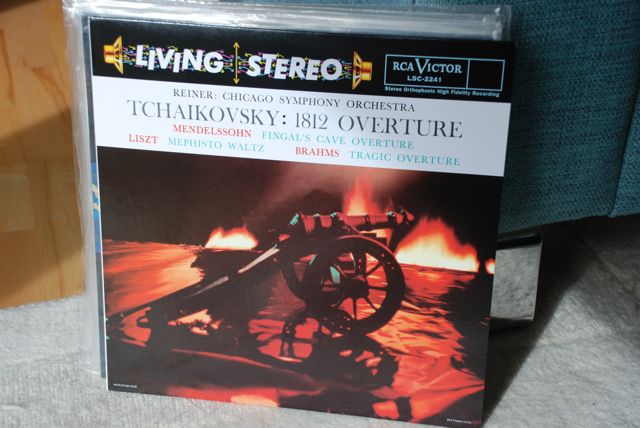 LIVING STEREO
RCA VICTOR
LSC-2241
Stereo Orthophonic High Fidelity Recording
REINER: CHICAGO SYMPHONY ORCHESTRA
TCHAIKOVSKY: 1812 OVERTURE
MENDELSSOHN FINGAL'S CAVE OVERTURE
LISZT MEPHISTO WALTZ BRAHMS TRAGIC OVERTURE